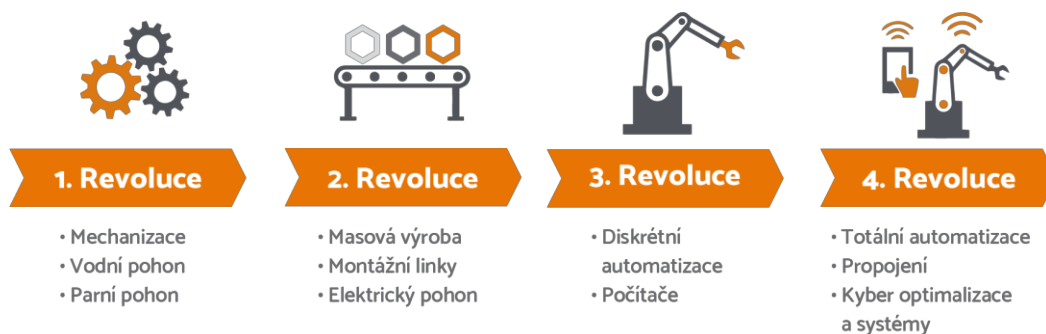 1. Revoluce
• Mechanizace
• Vodní pohon
• Parní pohon
2. Revoluce
• Masová výroba
• Montážní linky
• Elektrický pohon
3. Revoluce
• Diskrétní
automatizace
• Počítače
4. Revoluce
• Totální automatizace
• Propojení
• Kyber optimalizace
a systémy